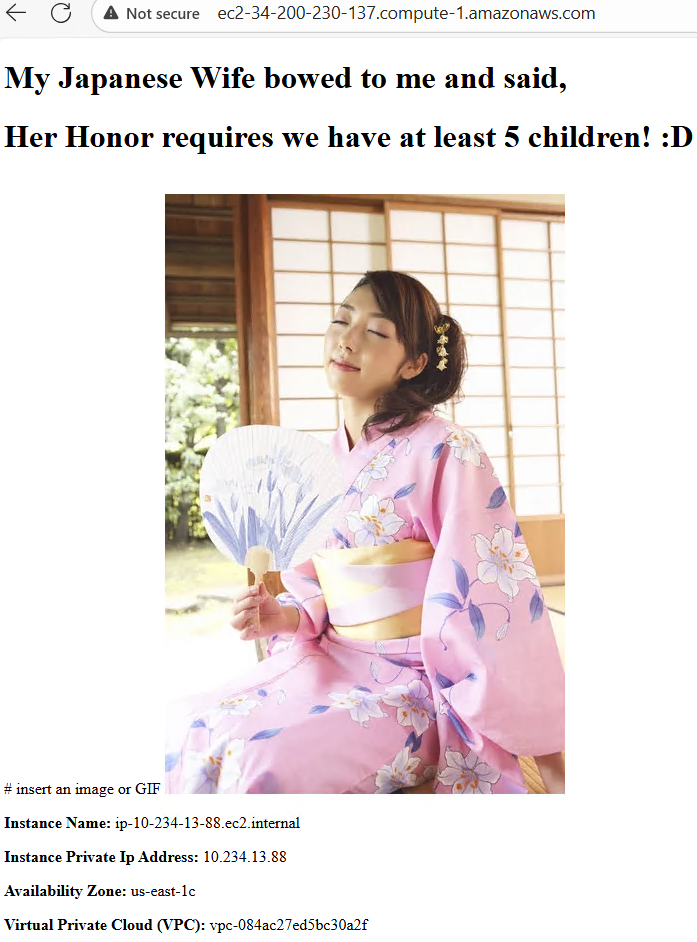 Not secure ec2-34-200-230-137.compute-1.amazonaws.com
My Japanese Wife bowed to me and said,
Her Honor requires we have at least 5 children! :D
# insert an image or GIF
Instance Name: ip-10-234-13-88.ec2.internal
Instance Private Ip Address: 10.234.13.88
Availability Zone: us-east-1c
Virtual Private Cloud (VPC): vpc-084ac27ed5bc30a2f